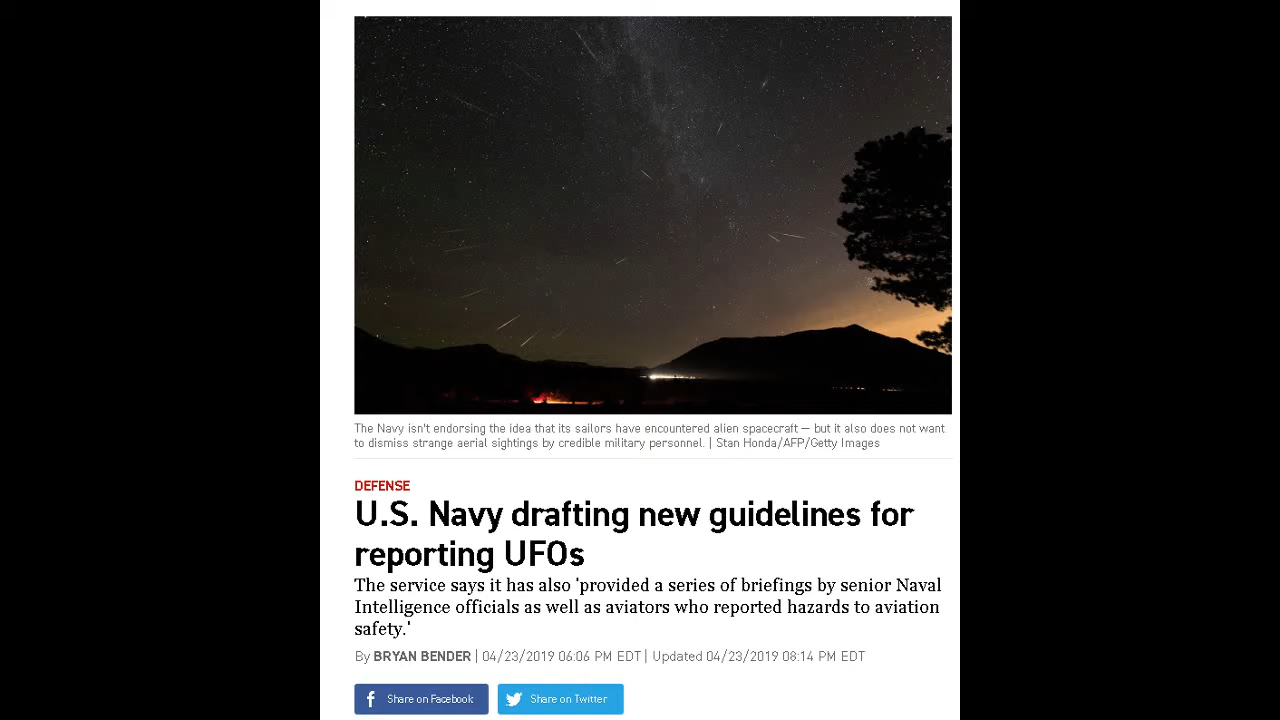 The Navy isn't endorsing the idea that its sailors have encountered alien spacecraft — but it also does not want
to dismiss strange aerial sightings by credible military personnel. | Stan Honda/AFP/Getty Images
DEFENSE
U.S. Navy drafting new guidelines for
reporting UFOs
The service says it has also 'provided a series of briefings by senior Naval
Intelligence officials as well as aviators who reported hazards to aviation
safety.'
By BRYAN BENDER | 04/23/2019 06:06 PM EDT | Updated 04/23/2019 08:14 PM EDT
Share on Facebook Share on Twitter